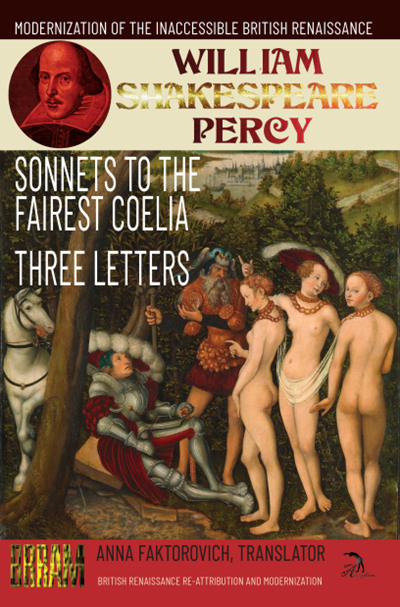 MODERNIZATION OF THE INACCESSIBLE BRITISH RENAISSANCE
WILLIAM
SHAKESPEARE
PERCY
SONNETS TO THE
FAIREST COELIA
THREE LETTERS
BRRAM
ANNA FAKTOROVICH, TRANSLATOR
BRITISH RENAISSANCE RE-ATTRIBUTION AND MODERNIZATION